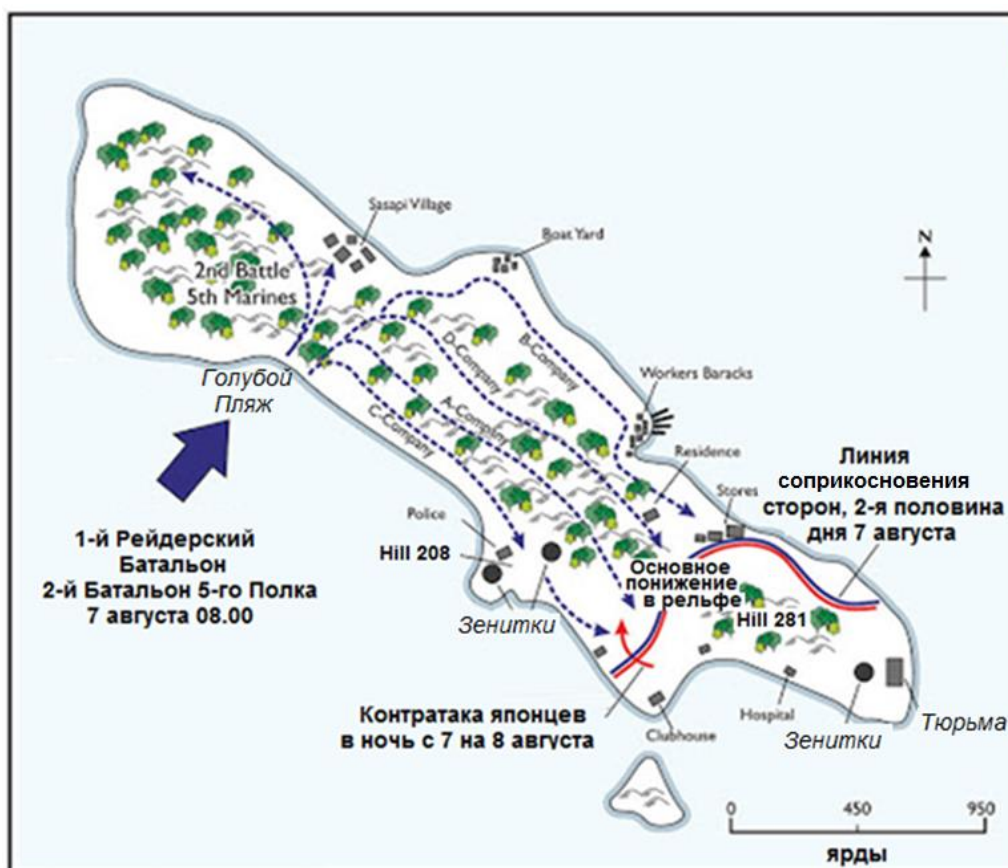 Sasapi Village
Boat Yard
N
2nd Battle
5th Marines
B-Company
D-Company
A-Company
C-Company
Голубой
Пляж
Workers Baracks
Residence
Stores
Линия
соприкосновения
сторон, 2-я половина
дня 7 августа
Police
Hill 208
1-й Рейдерский
Батальон
2-й Батальон 5-го Полка
7 августа 08.00
Основное
понижение
в рельфе
Hill 281
Зенитки
Контратака японцев
в ночь с 7 на 8 августа
Clubhouse
Hospital
Зенитки
Тюрьма
0 450 950
ярды